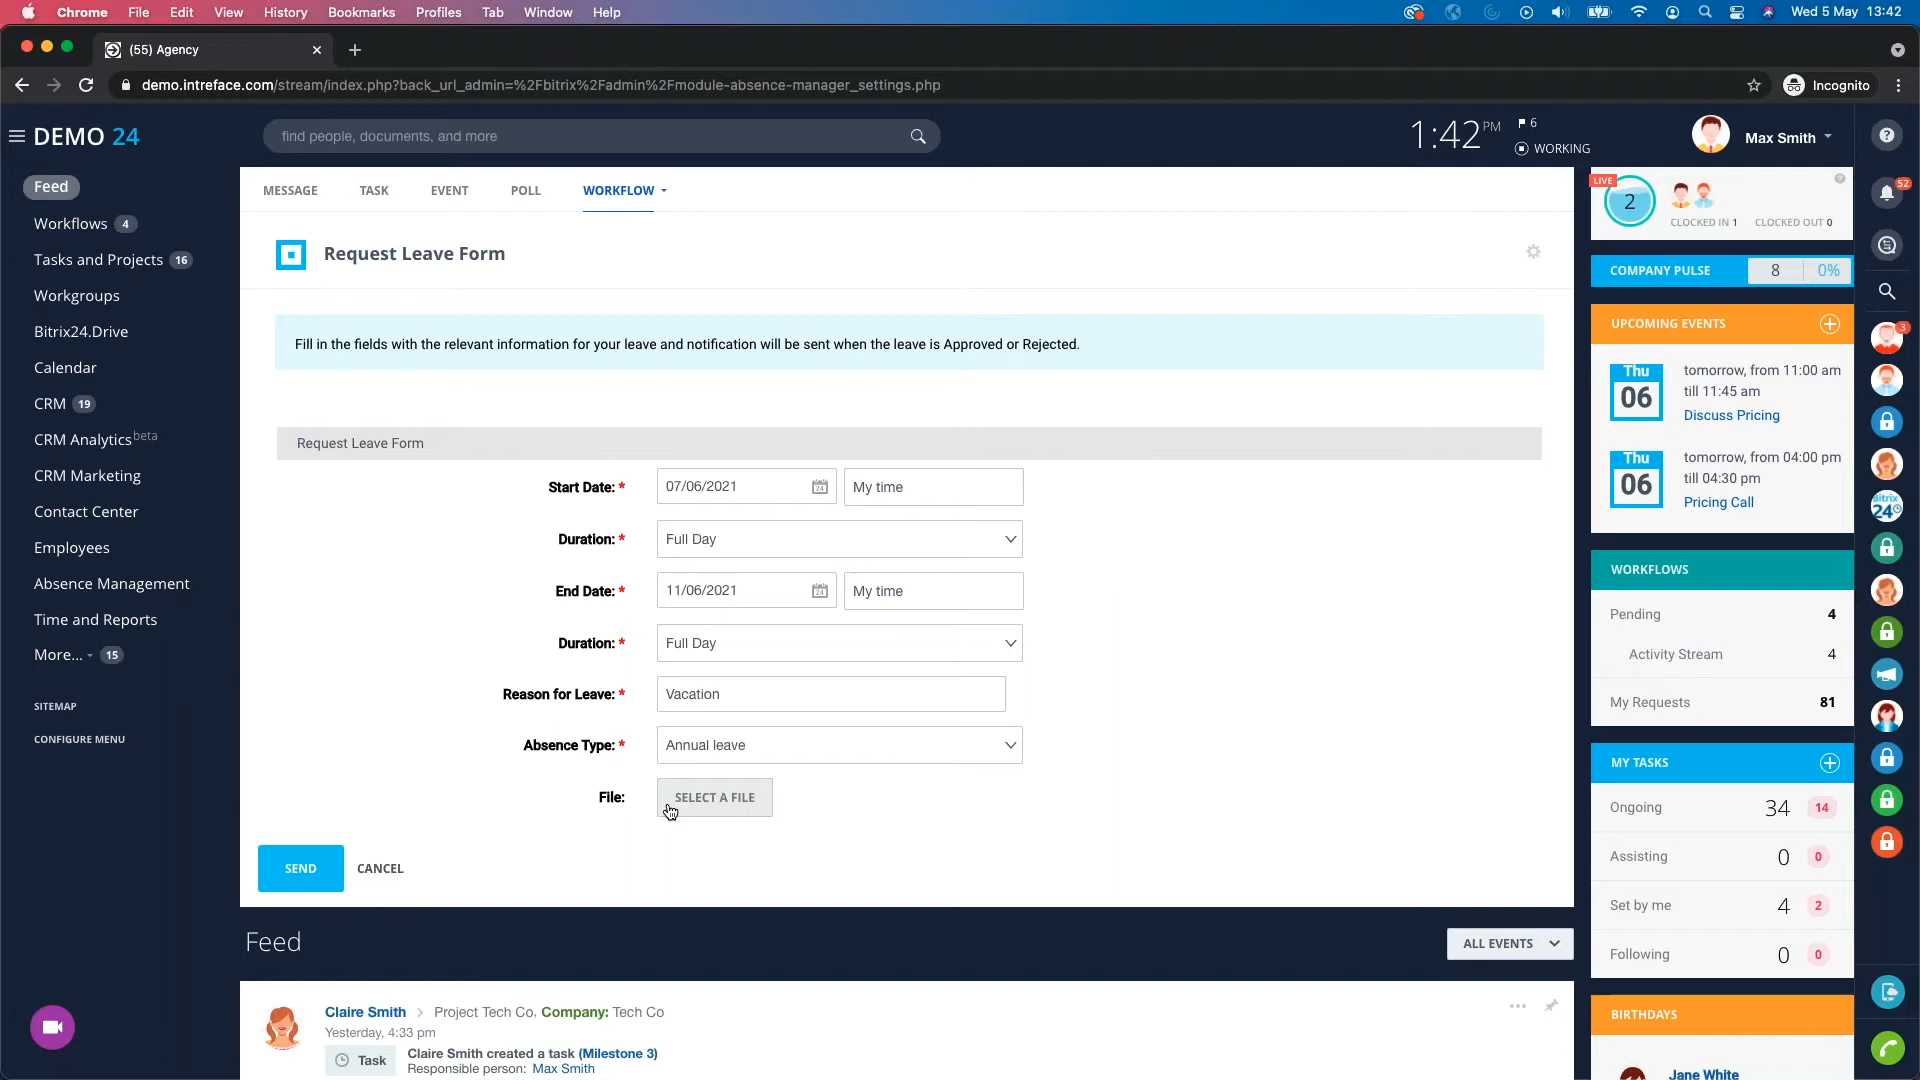 Chrome File Edit View History Bookmarks Profiles Tab Window Help Wed 5 May 13:42
(55) Agency
demo.intreface.com/stream/index.php?back_url_admin=%2Fbitrix%2Fadmin%2Fmodule-absence-manager_settings.php Incognito
DEMO 24 find people, documents, and more 1:42 PM 6 WORKING Max Smith
Feed
Workflows 4
Tasks and Projects 16
Workgroups
Bitrix24.Drive
Calendar
CRM 19
CRM Analytics beta
CRM Marketing
Contact Center
Employees
Absence Management
Time and Reports
More... 15
SITEMAP
CONFIGURE MENU
MESSAGE TASK EVENT POLL WORKFLOW
Request Leave Form
Fill in the fields with the relevant information for your leave and notification will be sent when the leave is Approved or Rejected.
Request Leave Form
Start Date: * 07/06/2021 24 My time
Duration: * Full Day
End Date: * 11/06/2021 24 My time
Duration: * Full Day
Reason for Leave: * Vacation
Absence Type: * Annual leave
File: SELECT A FILE
SEND CANCEL
Feed ALL EVENTS
Claire Smith > Project Tech Co, Company: Tech Co
Yesterday, 4:33 pm
Task Claire Smith created a task (Milestone 3)
Responsible person: Max Smith
LIVE
2
CLOCKED IN 1 CLOCKED OUT 0
COMPANY PULSE 8 0%
UPCOMING EVENTS
Thu 06
tomorrow, from 11:00 am
till 11:45 am
Discuss Pricing
Thu 06
tomorrow, from 04:00 pm
till 04:30 pm
Pricing Call
WORKFLOWS
Pending 4
Activity Stream 4
My Requests 81
MY TASKS
Ongoing 34 14
Assisting 0 0
Set by me 4 2
Following 0 0
BIRTHDAYS
Jane White
52
3
Bitrix
24